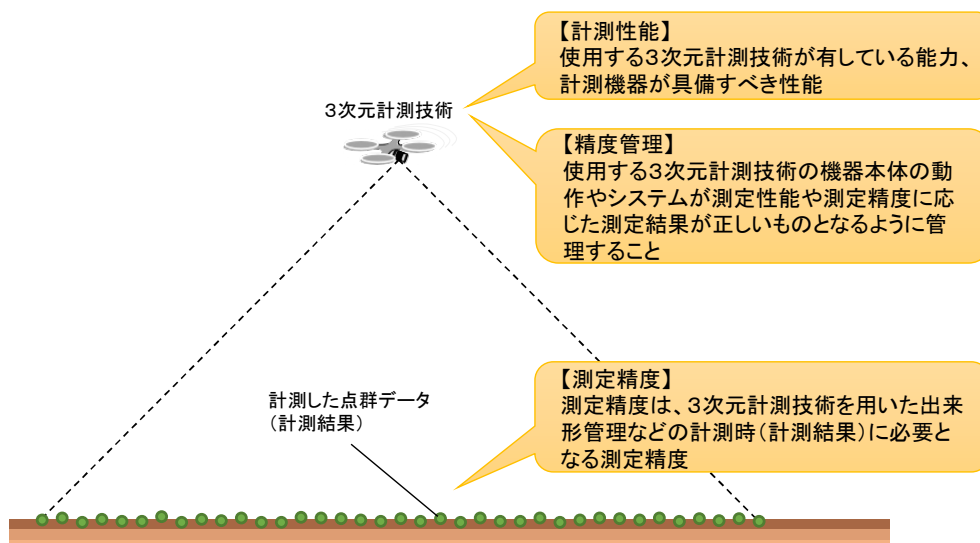 【計測性能】
使用する３次元計測技術が有している能力、
計測機器が具備すべき性能
３次元計測技術
【精度管理】
使用する３次元計測技術の機器本体の動
作やシステムが測定性能や測定精度に応
じた測定結果が正しいものとなるように管
理すること
【測定精度】
測定精度は、３次元計測技術を用いた出来
形管理などの計測時（計測結果）に必要と
なる測定精度
計測した点群データ
（計測結果）